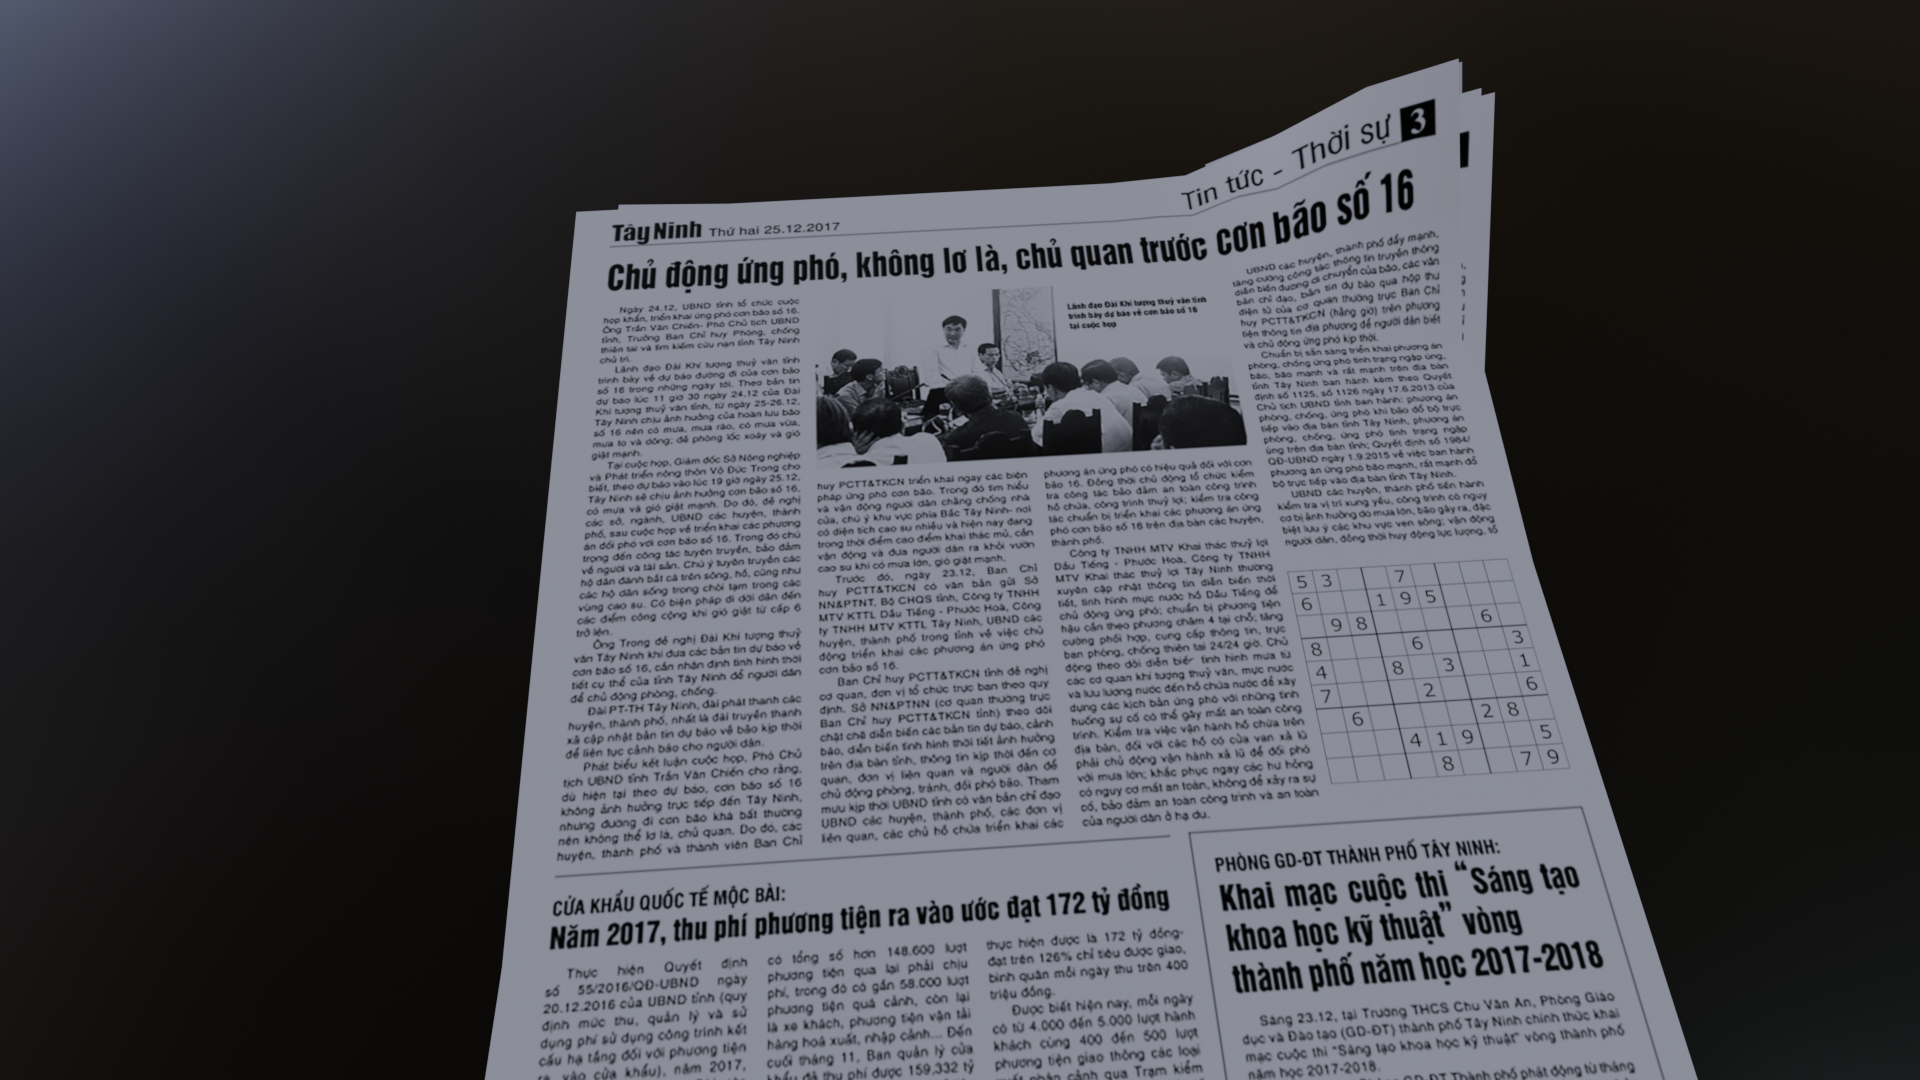 Tây Ninh Thứ hai 25.12.2017
Tin tức - Thời sự 3
Chủ động ứng phó, không lơ là, chủ quan trước cơn bão số 16
Ngày 24.12, UBND tỉnh tổ chức cuộc
họp khẩn, triển khai ứng phó cơn bão số 16.
Ông Trần Văn Chiến- Phó Chủ tịch UBND
tỉnh, Trưởng Ban Chỉ huy Phòng, chống
thiên tai và tìm kiếm cứu nạn tỉnh Tây Ninh
chủ trì.
Lãnh đạo Đài Khí tượng thuỷ văn tỉnh
trình bày về dự báo đường đi của cơn bão
số 16 trong những ngày tới. Theo bản tin
dự báo lúc 11 giờ 30 ngày 24.12 của Đài
Khí tượng thuỷ văn tỉnh, từ ngày 25-26.12,
Tây Ninh chịu ảnh hưởng của hoàn lưu bão
số 16 nên có mưa, mưa rào, có mưa vừa,
mưa to và dông; đề phòng lốc xoáy và gió
giật mạnh.
Tại cuộc họp, Giám đốc Sở Nông nghiệp
và Phát triển nông thôn Võ Đức Trong cho
biết, theo dự báo vào lúc 19 giờ ngày 25.12,
Tây Ninh sẽ chịu ảnh hưởng cơn bão số 16,
có mưa và gió giật mạnh. Do đó, đề nghị
các sở, ngành, UBND các huyện, thành
phố, sau cuộc họp về triển khai các phương
án đối phó với cơn bão số 16. Trong đó chú
trọng đến công tác tuyên truyền, bảo đảm
về người và tài sản. Chú ý tuyên truyền các
hộ dân đánh bắt cá trên sông, hồ, cũng như
các hộ dân sống trong chòi tạm trong các
vùng cao su. Có biện pháp di dời dân đến
các điểm công cộng khi gió giật từ cấp 6
trở lên.
Ông Trong đề nghị Đài Khí tượng thuỷ
văn Tây Ninh khi đưa các bản tin dự báo về
cơn bão số 16, cần nhận định tình hình thời
tiết cụ thể của tỉnh Tây Ninh để người dân
để chủ động phòng, chống.
Đài PT-TH Tây Ninh, đài phát thanh các
huyện, thành phố, nhất là đài truyền thanh
xã cập nhật bản tin dự báo về bão kịp thời
để liên tục cảnh báo cho người dân.
Phát biểu kết luận cuộc họp, Phó Chủ
tịch UBND tỉnh Trần Văn Chiến cho rằng,
dù hiện tại theo dự báo, cơn bão số 16
không ảnh hưởng trực tiếp đến Tây Ninh,
nhưng đường đi cơn bão khá bất thường
nên không thể lơ là, chủ quan. Do đó, các
huyện, thành phố và thành viên Ban Chỉ
Lãnh đạo Đài Khí tượng thuỷ văn tỉnh
trình bày dự báo về cơn bão số 16
tại cuộc họp
huy PCTT&TKCN triển khai ngay các biện
pháp ứng phó cơn bão. Trong đó tìm hiểu
và vận động người dân chằng chống nhà
cửa, chú ý khu vực phía Bắc Tây Ninh- nơi
có diện tích cao su nhiều và hiện nay đang
trong thời điểm cao điểm khai thác mủ, cần
vận động và đưa người dân ra khỏi vườn
cao su khi có mưa lớn, gió giật mạnh.
Trước đó, ngày 23.12, Ban Chỉ
huy PCTT&TKCN có văn bản gửi Sở
NN&PTNT, Bộ CHQS tỉnh, Công ty TNHH
MTV KTTL Dầu Tiếng - Phước Hoà, Công
ty TNHH MTV KTTL Tây Ninh, UBND các
huyện, thành phố trong tỉnh về việc chủ
động triển khai các phương án ứng phó
cơn bão số 16.
Ban Chỉ huy PCTT&TKCN tỉnh đề nghị
cơ quan, đơn vị tổ chức trực ban theo quy
định. Sở NN&PTNN (cơ quan thường trực
Ban Chỉ huy PCTT&TKCN tỉnh) theo dõi
chặt chẽ diễn biến các bản tin dự báo, cảnh
báo, diễn biến tình hình thời tiết ảnh hưởng
trên địa bàn tỉnh, thông tin kịp thời đến cơ
quan, đơn vị liên quan và người dân để
chủ động phòng, tránh, đối phó bão. Tham
mưu kịp thời UBND tỉnh có văn bản chỉ đạo
UBND các huyện, thành phố, các đơn vị
liên quan, các chủ hồ chứa triển khai các
phương án ứng phó có hiệu quả đối với cơn
bão 16. Đồng thời chủ động tổ chức kiểm
tra công tác bảo đảm an toàn công trình
hồ chứa, công trình thuỷ lợi; kiểm tra công
tác chuẩn bị triển khai các phương án ứng
phó cơn bão số 16 trên địa bàn các huyện,
thành phố.
Công ty TNHH MTV Khai thác thuỷ lợi
Dầu Tiếng - Phước Hoà, Công ty TNHH
MTV Khai thác thuỷ lợi Tây Ninh thường
xuyên cập nhật thông tin diễn biến thời
tiết, tình hình mực nước hồ Dầu Tiếng để
chủ động ứng phó; chuẩn bị phương tiện
hậu cần theo phương châm 4 tại chỗ; tăng
cường phối hợp, cung cấp thông tin, trực
ban phòng, chống thiên tai 24/24 giờ. Chủ
động theo dõi diễn biến tình hình mưa từ
các cơ quan khí tượng thuỷ văn, mực nước
và lưu lượng nước đến hồ chứa nước để xây
dựng các kịch bản ứng phó với những tình
huống sự cố có thể gây mất an toàn công
trình. Kiểm tra việc vận hành hồ chứa trên
địa bàn, đối với các hồ có cửa van xả lũ
phải chủ động vận hành xả lũ để đối phó
với mưa lớn; khắc phục ngay các hư hỏng
có nguy cơ mất an toàn, không để xảy ra sự
cố, bảo đảm an toàn công trình và an toàn
của người dân ở hạ du.
UBND các huyện, thành phố đẩy mạnh,
tăng cường công tác thông tin truyền thông
diễn biến đường di chuyển của bão, các văn
bản chỉ đạo, bản tin dự báo qua hộp thư
điện tử của cơ quan thường trực Ban Chỉ
huy PCTT&TKCN (hằng giờ) trên phương
tiện thông tin địa phương để người dân biết
và chủ động ứng phó kịp thời.
Chuẩn bị sẵn sàng triển khai phương án
phòng, chống ứng phó tình trạng ngập úng,
bão, bão mạnh và rất mạnh trên địa bàn
tỉnh Tây Ninh ban hành kèm theo Quyết
định số 1125, số 1126 ngày 17.6.2013 của
Chủ tịch UBND tỉnh ban hành: phương án
phòng, chống, ứng phó khi bão đổ bộ trực
tiếp vào địa bàn tỉnh Tây Ninh, phương án
phòng, chống, ứng phó tình trạng ngập
úng trên địa bàn tỉnh; Quyết định số 1984/
QĐ-UBND ngày 1.9.2015 về việc ban hành
phương án ứng phó bão mạnh, rất mạnh đổ
bộ trực tiếp vào địa bàn tỉnh Tây Ninh.
UBND các huyện, thành phố tiến hành
kiểm tra vị trí xung yếu, công trình có nguy
cơ bị ảnh hưởng do mưa lớn, bão gây ra, đặc
biệt lưu ý các khu vực ven sông; vận động
người dân, đồng thời huy động lực lượng, tổ
5 3 7
6 1 9 5
9 8 6
8 6 3
4 8 3 1
7 2 6
6 2 8
4 1 9 5
8 7 9
CỬA KHẨU QUỐC TẾ MỘC BÀI:
Năm 2017, thu phí phương tiện ra vào ước đạt 172 tỷ đồng
Thực hiện Quyết định
số 55/2016/QĐ-UBND ngày
20.12.2016 của UBND tỉnh (quy
định mức thu, quản lý và sử
dụng phí sử dụng công trình kết
cấu hạ tầng đối với phương tiện
ra, vào cửa khẩu), năm 2017,
có tổng số hơn 148.600 lượt
phương tiện qua lại phải chịu
phí, trong đó có gần 58.000 lượt
phương tiện quá cảnh, còn lại
là xe khách, phương tiện vận tải
hàng hoá xuất, nhập cảnh... Đến
cuối tháng 11, Ban quản lý cửa
khẩu đã thu phí được 159,332 tỷ
thực hiện được là 172 tỷ đồng-
đạt trên 126% chỉ tiêu được giao,
bình quân mỗi ngày thu trên 400
triệu đồng.
Được biết hiện nay, mỗi ngày
có từ 4.000 đến 5.000 lượt hành
khách cùng 400 đến 500 lượt
phương tiện giao thông các loại
nhập cảnh qua Trạm kiểm
PHÒNG GD-ĐT THÀNH PHỐ TÂY NINH:
Khai mạc cuộc thi “Sáng tạo
khoa học kỹ thuật” vòng
thành phố năm học 2017-2018
Sáng 23.12, tại Trường THCS Chu Văn An, Phòng Giáo
dục và Đào tạo (GD-ĐT) thành phố Tây Ninh chính thức khai
mạc cuộc thi “Sáng tạo khoa học kỹ thuật” vòng thành phố
năm học 2017-2018.
Phòng GD-ĐT Thành phố phát động từ tháng